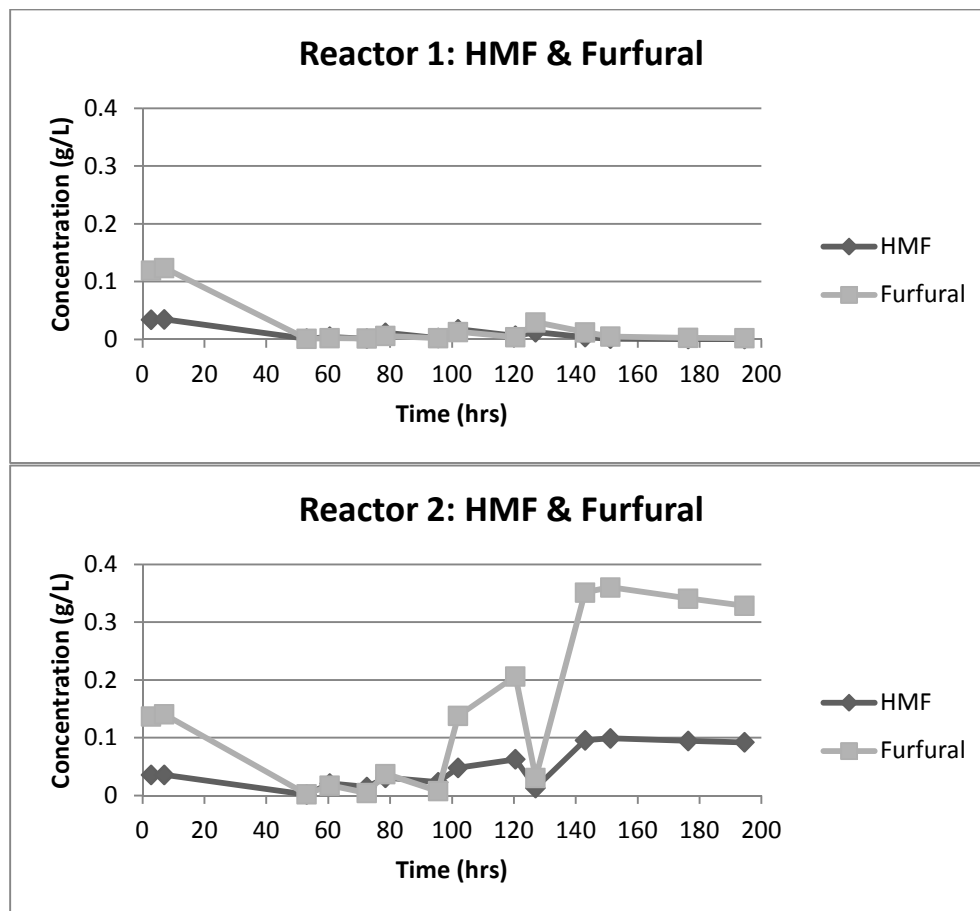 Reactor 1: HMF & Furfural
Concentration (g/L)
0.4
0.3
0.2
0.1
0
0 20 40 60 80 100 120 140 160 180 200
Time (hrs)
HMF
Furfural
Reactor 2: HMF & Furfural
Concentration (g/L)
0.4
0.3
0.2
0.1
0
0 20 40 60 80 100 120 140 160 180 200
Time (hrs)
HMF
Furfural